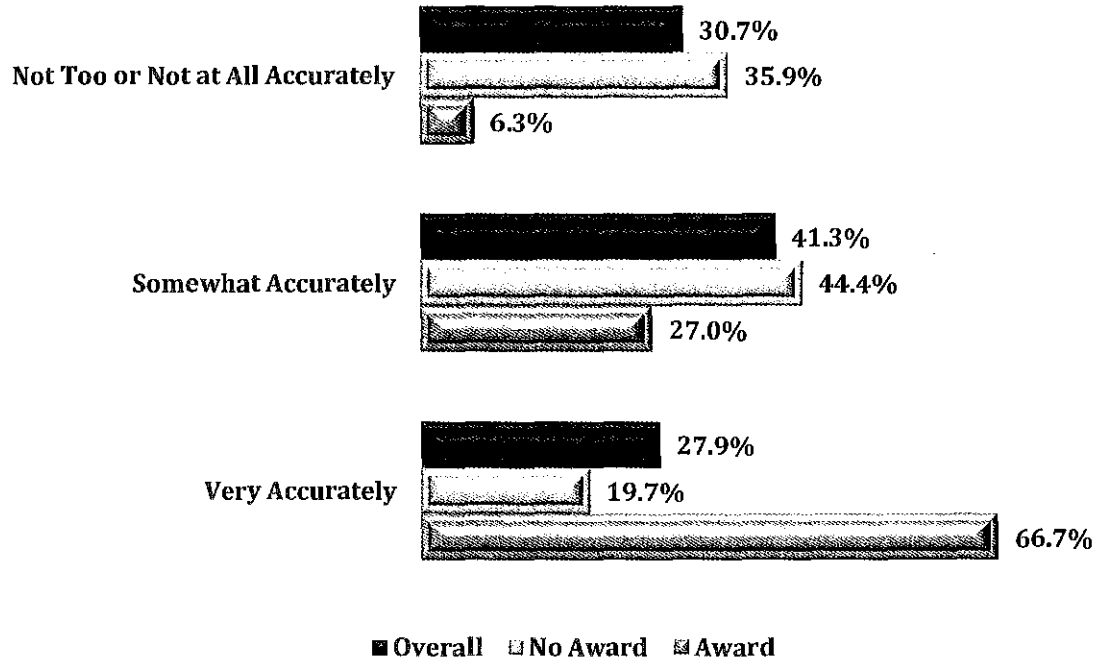 30.7%
Not Too or Not at All Accurately
35.9%
6.3%
41.3%
Somewhat Accurately
44.4%
27.0%
27.9%
Very Accurately
19.7%
66.7%
Overall No Award Award